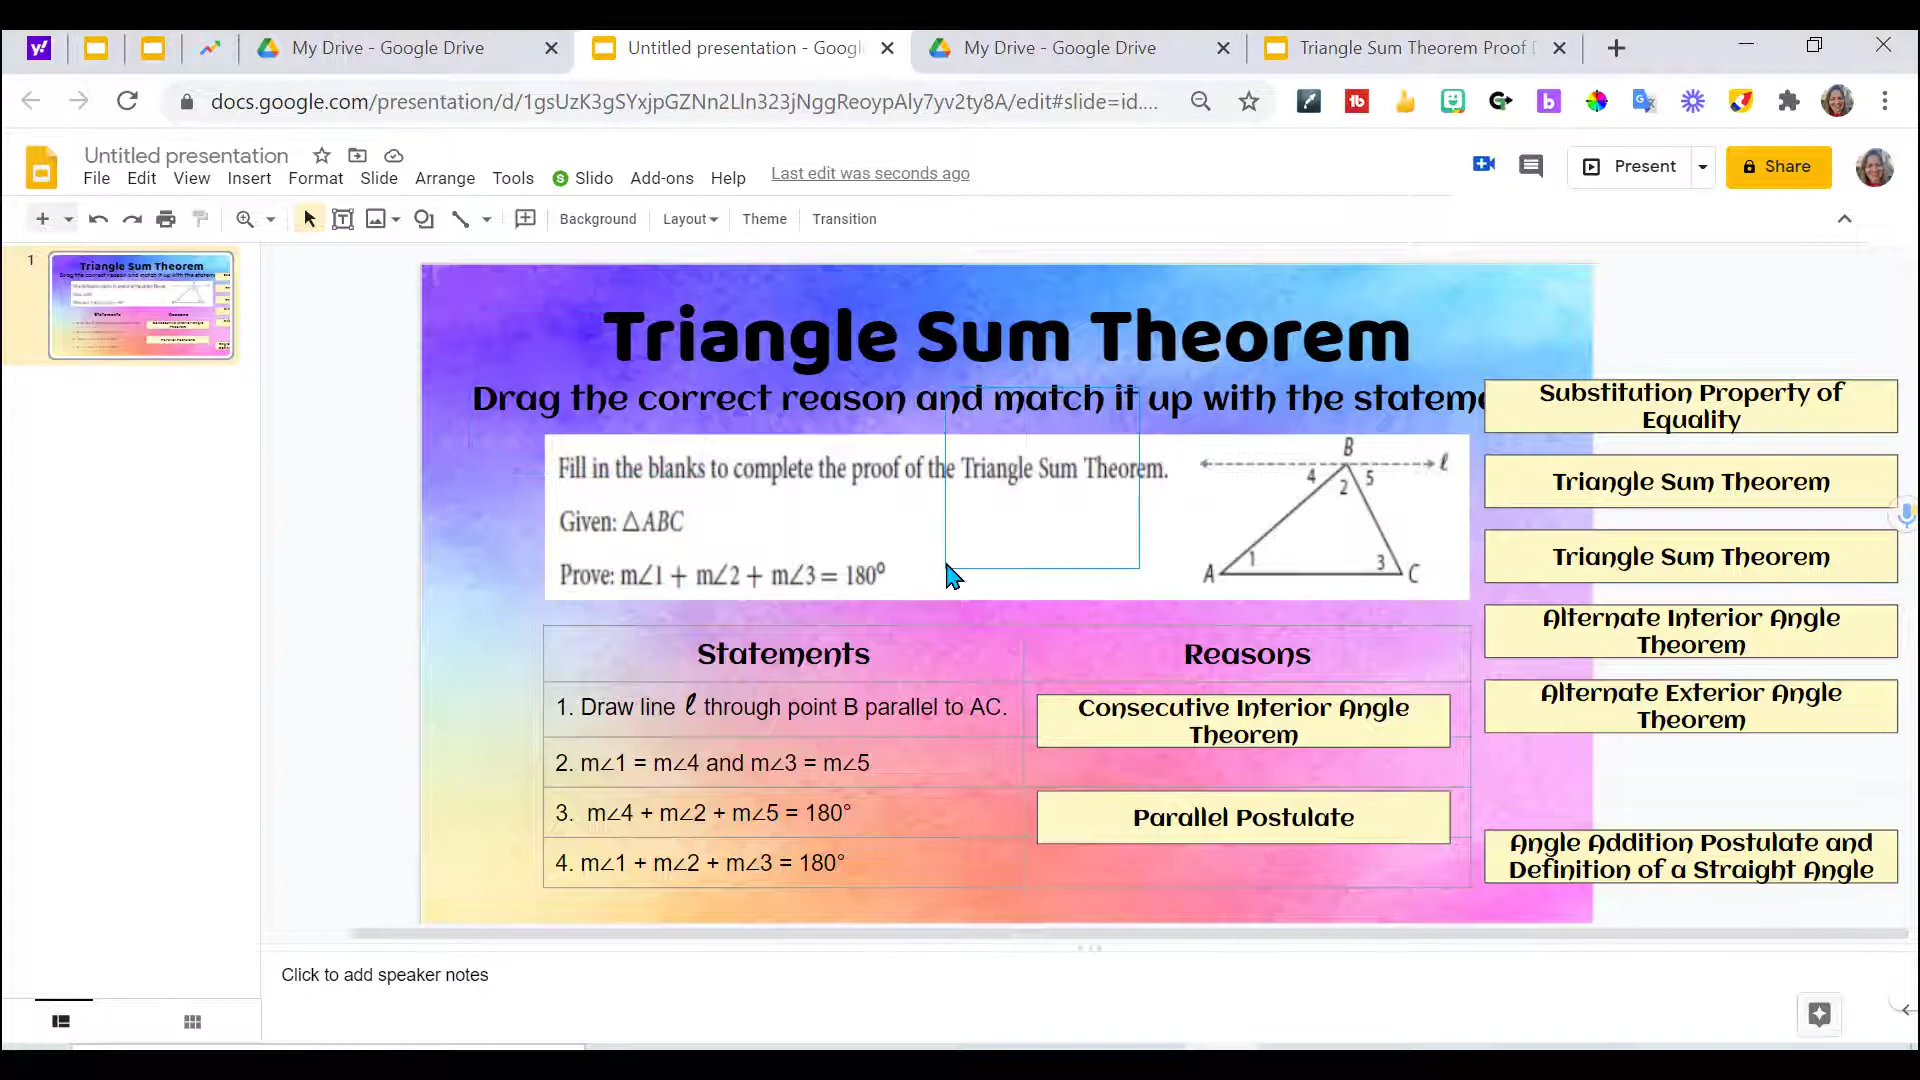 y!
My Drive - Google Drive
Untitled presentation - Googl
My Drive - Google Drive
Triangle Sum Theorem Proof
docs.google.com/presentation/d/1gsUzK3gSYxjpGZNn2Lln323jNggReoypAly7yv2ty8A/edit#slide=id....
Untitled presentation
File Edit View Insert Format Slide Arrange Tools Slido Add-ons Help
Last edit was seconds ago
Present
Share
Background
Layout
Theme
Transition
1
Triangle Sum Theorem
Drag the correct reason and match it up with the stateme
Fill in the blanks to complete the proof of the Triangle Sum Theorem.
Given: △ABC
Prove: m∠1 + m∠2 + m∠3 = 180⁰
B
ℓ
4
2
5
1
3
A
C
Statements
Reasons
1. Draw line ℓ through point B parallel to AC.
Consecutive Interior Angle
Theorem
2. m∠1 = m∠4 and m∠3 = m∠5
3. m∠4 + m∠2 + m∠5 = 180°
Parallel Postulate
4. m∠1 + m∠2 + m∠3 = 180°
Substitution Property of
Equality
Triangle Sum Theorem
Triangle Sum Theorem
Alternate Interior Angle
Theorem
Alternate Exterior Angle
Theorem
Angle Addition Postulate and
Definition of a Straight Angle
Click to add speaker notes